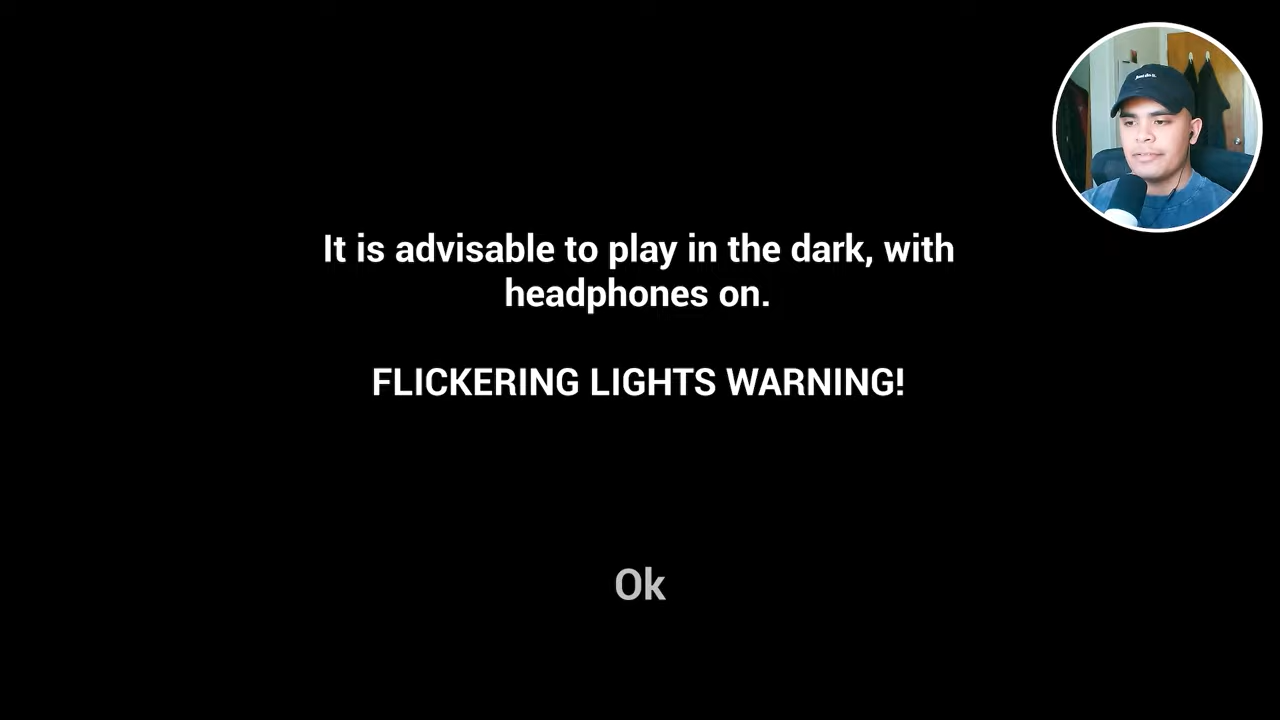 It is advisable to play in the dark, with
headphones on.
FLICKERING LIGHTS WARNING!
Ok